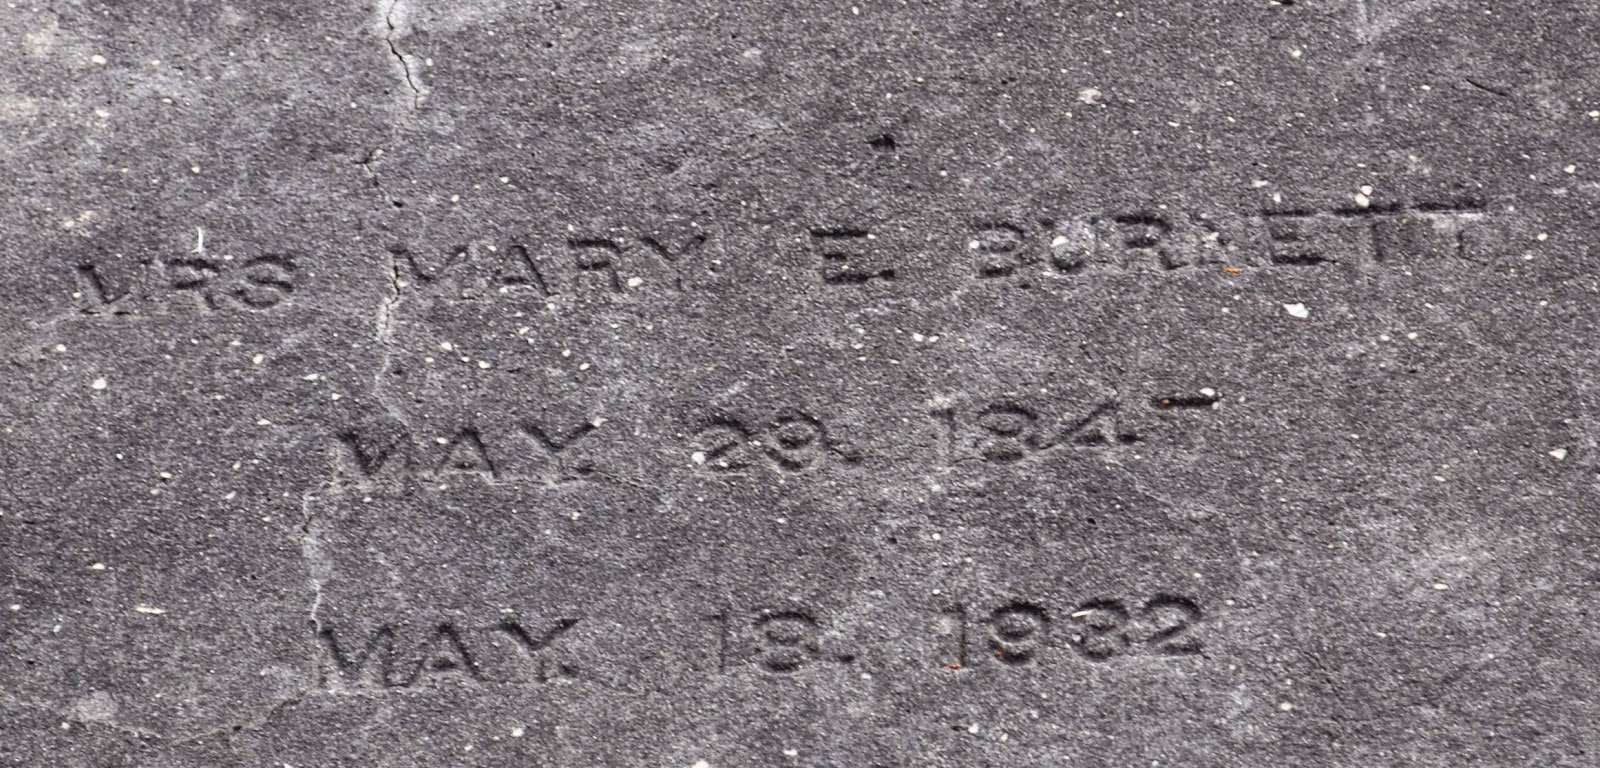 MRS MARY E BURNETT
MAY. 29. 1847
MAY. 18. 1932